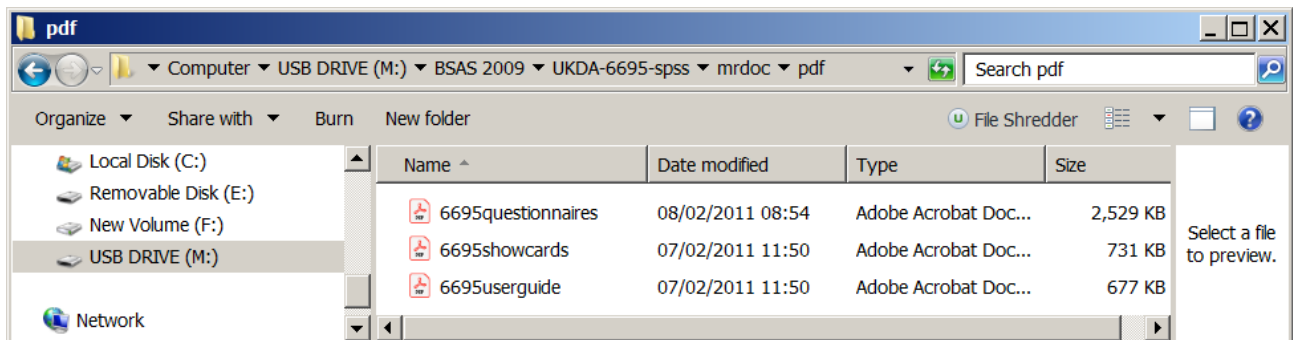 pdf
Computer USB DRIVE (M:) BSAS 2009 UKDA-6695-spss mrdoc pdf Search pdf
Organize Share with Burn New folder File Shredder
Local Disk (C:)
Removable Disk (E:)
New Volume (F:)
USB DRIVE (M:)
Network
Name Date modified Type Size
6695questionnaires 08/02/2011 08:54 Adobe Acrobat Doc... 2,529 KB
6695showcards 07/02/2011 11:50 Adobe Acrobat Doc... 731 KB
6695userguide 07/02/2011 11:50 Adobe Acrobat Doc... 677 KB
Select a file
to preview.